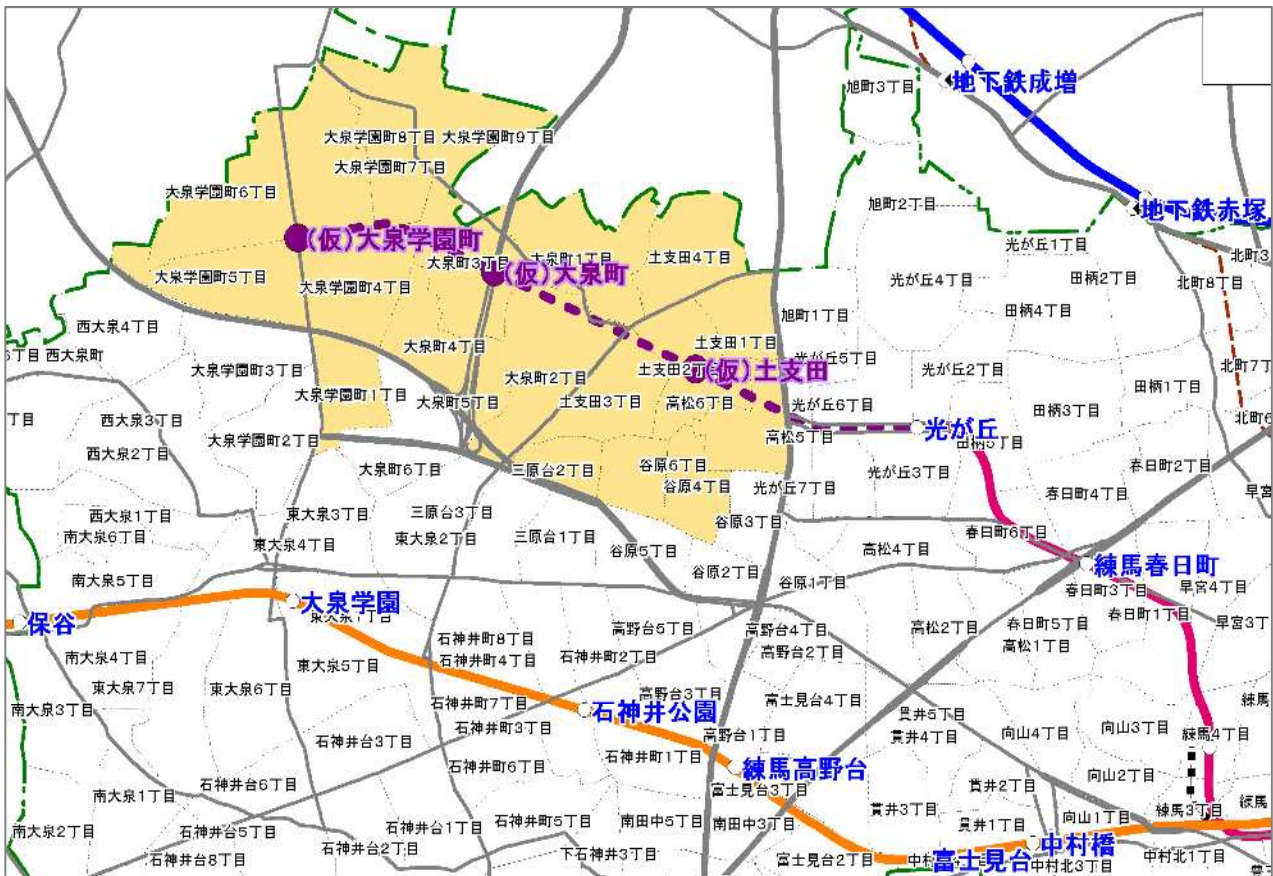 旭町3丁目
地下鉄成増
大泉学園町8丁目
大泉学園町9丁目
大泉学園町7丁目
大泉学園町6丁目
旭町2丁目
地下鉄赤塚
(仮)大泉学園町
光が丘1丁目
北町3
大泉町3丁目
大泉町1丁目
土支田4丁目
大泉学園町5丁目
(仮)大泉町
大泉学園町4丁目
光が丘4丁目
田柄2丁目
北町8丁目
西大泉4丁目
旭町1丁目
田柄4丁目
大泉町4丁目
土支田1丁目
西大泉町
光が丘5丁目
大泉学園町3丁目
大泉町2丁目
土支田2丁目
(仮)土支田
光が丘2丁目
北町7丁
田柄1丁目
大泉学園町1丁目
大泉町5丁目
土支田3丁目
高松6丁目
光が丘6丁目
田柄3丁目
丁目
西大泉3丁目
北町6
大泉学園町2丁目
高松5丁目
光が丘
田柄5丁目
西大泉2丁目
大泉町6丁目
三原台2丁目
谷原6丁目
光が丘3丁目
春日町2丁目
谷原4丁目
光が丘7丁目
春日町4丁目
早宮
西大泉1丁目
東大泉3丁目
三原台3丁目
谷原3丁目
南大泉6丁目
東大泉2丁目
三原台1丁目
春日町6丁目
東大泉4丁目
谷原5丁目
高松4丁目
練馬春日町
谷原2丁目
南大泉5丁目
谷原1丁目
春日町3丁目
早宮4丁目
大泉学園
保谷
春日町1丁目
春日町5丁目
早宮3丁
高野台5丁目
高野台4丁目
高松2丁目
石神井町8丁目
高松1丁目
南大泉4丁目
石神井町4丁目
石神井町2丁目
高野台2丁目
東大泉5丁目
東大泉7丁目
東大泉6丁目
高野台3丁目
富士見台4丁目
石神井町7丁目
南大泉3丁目
石神井公園
貫井5丁目
練馬
石神井町3丁目
向山4丁目
向山3丁目
石神井台3丁目
高野台1丁目
貫井4丁目
練馬4丁目
石神井町1丁目
石神井町6丁目
練馬高野台
向山2丁目
石神井台6丁目
富士見台3丁目
貫井2丁目
南大泉1丁目
練馬
貫井3丁目
練馬3丁目
石神井町5丁目
南田中5丁目
南田中3丁目
向山1丁目
石神井台1丁目
貫井1丁目
南大泉2丁目
石神井台5丁目
石神井台2丁目
中村橋
下石神井3丁目
富士見台2丁目
富士見台
中村北3丁目
中村北1丁目
石神井台8丁目